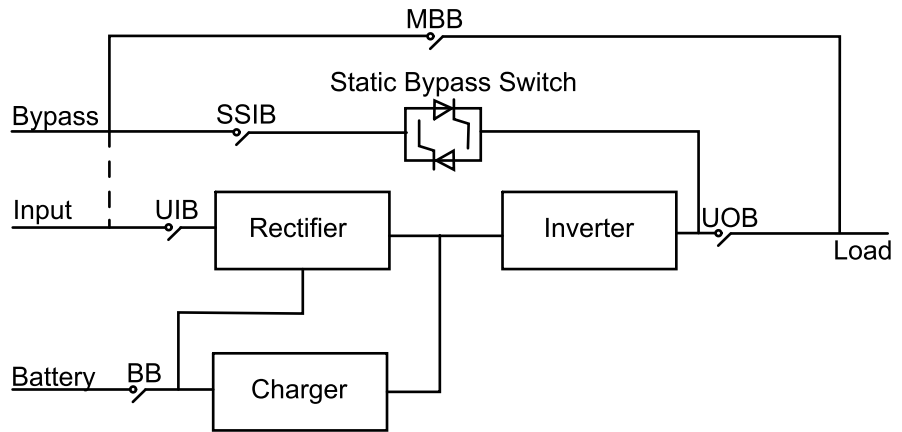 MBB
Static Bypass Switch
Bypass
SSIB
Input
UIB
Rectifier
Inverter
UOB
Load
Battery
BB
Charger